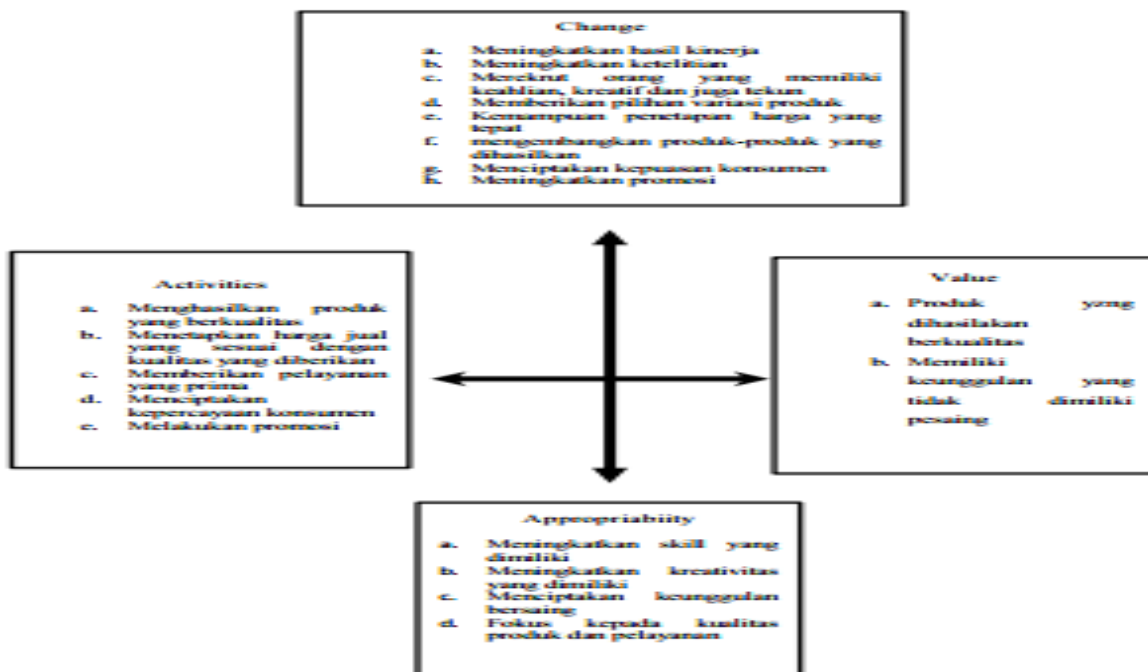 Change
a. Meningkatkan hasil kinerja
b. Meningkatkan ketelitian
c. Merekrut orang yang memiliki
keahlian, kreatif dan juga tekun
d. Memberikan pilihan variasi produk
e. Kemampuan penetapan harga yang
tepat
f. mengembangkan produk-produk yang
dihasilkan
g. Menciptakan kepuasan konsumen
h. Meningkatkan promosi
Activities
a. Menghasilkan produk
yang berkualitas
b. Menetapkan harga jual
yang sesuai dengan
kualitas yang diberikan
c. Memberikan pelayanan
yang prima
d. Menciptakan
kepercayaan konsumen
e. Melakukan promosi
Value
a. Produk yzng
dihasilakan
berkualitas
b. Memiliki
keunggulan yang
tidak dimiliki
pesaing
Appropriabiity
a. Meningkatkan skill yang
dimiliki
b. Meningkatkan kreativitas
yang dimiliki
c. Menciptakan keunggulan
bersaing
d. Fokus kepada kualitas
produk dan pelayanan